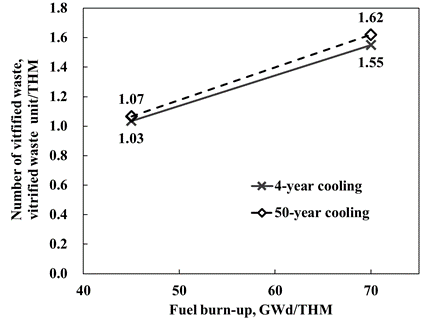 Number of vitfified waste,
vitrified waste unit/THM
1.8
1.6
1.4
1.2
1.0
0.8
0.6
0.4
0.2
0.0
1.62
1.55
1.07
1.03
4-year cooling
50-year cooling
40 50 60 70
Fuel burn-up, GWd/THM